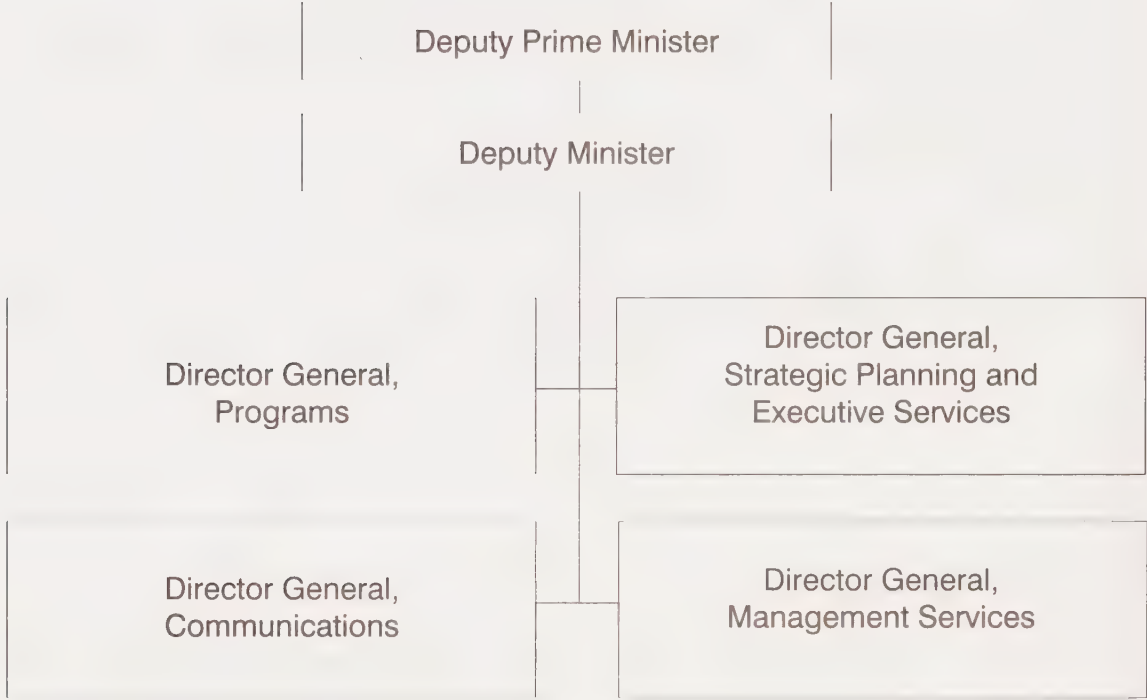 Deputy Prime Minister
Deputy Minister
Director General,
Programs
Director General,
Strategic Planning and
Executive Services
Director General,
Communications
Director General,
Management Services